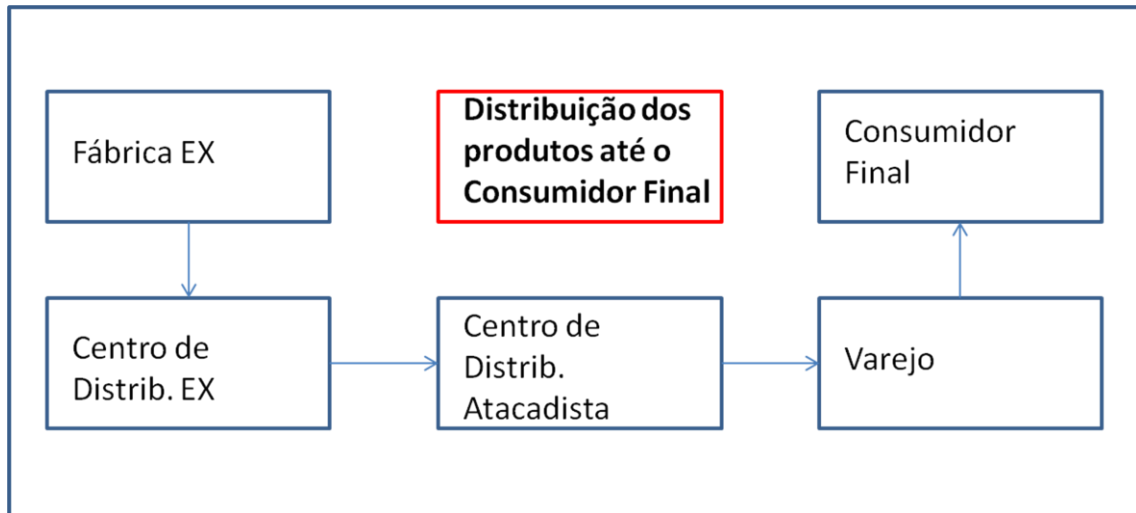 Fábrica EX
Distribuição dos
produtos até o
Consumidor Final
Consumidor
Final
Centro de
Distrib. EX
Centro de
Distrib.
Atacadista
Varejo